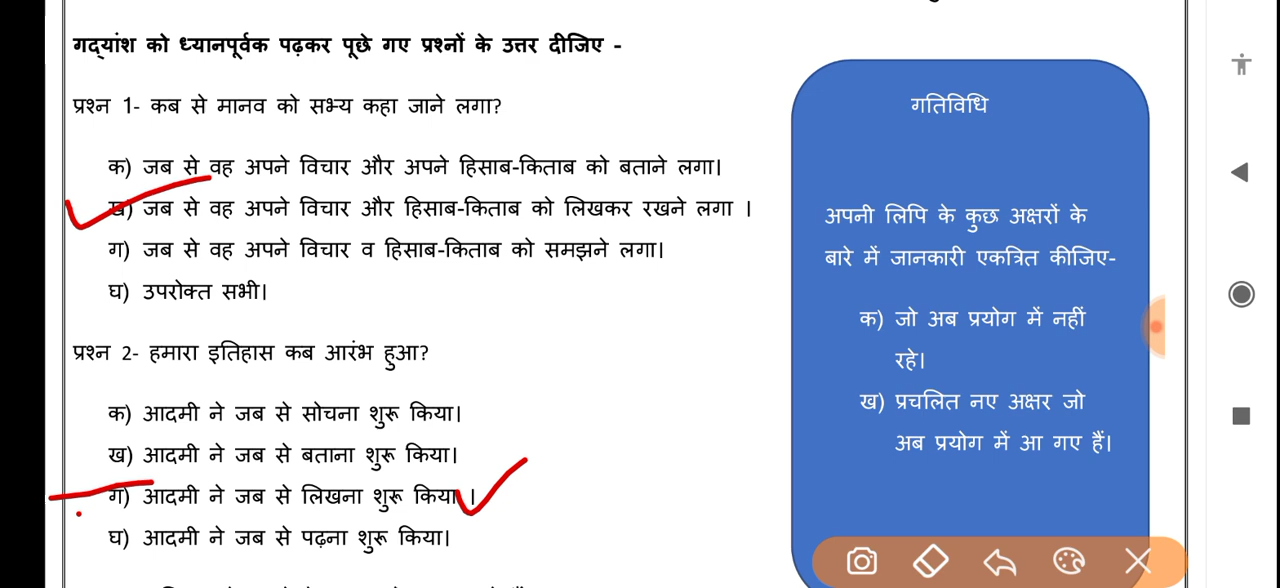 गद्यांश को ध्यानपूर्वक पढ़कर पूछे गए प्रश्नों के उत्तर दीजिए -
प्रश्न 1- कब से मानव को सभ्य कहा जाने लगा?
क) जब से वह अपने विचार और अपने हिसाब-किताब को बताने लगा।
ख) जब से वह अपने विचार और हिसाब-किताब को लिखकर रखने लगा ।
ग) जब से वह अपने विचार व हिसाब-किताब को समझने लगा।
घ) उपरोक्त सभी।
प्रश्न 2- हमारा इतिहास कब आरंभ हुआ?
क) आदमी ने जब से सोचना शुरू किया।
ख) आदमी ने जब से बताना शुरू किया।
ग) आदमी ने जब से लिखना शुरू किया ।
घ) आदमी ने जब से पढ़ना शुरू किया।
गतिविधि
अपनी लिपि के कुछ अक्षरों के
बारे में जानकारी एकत्रित कीजिए-
क) जो अब प्रयोग में नहीं
रहे।
ख) प्रचलित नए अक्षर जो
अब प्रयोग में आ गए हैं।